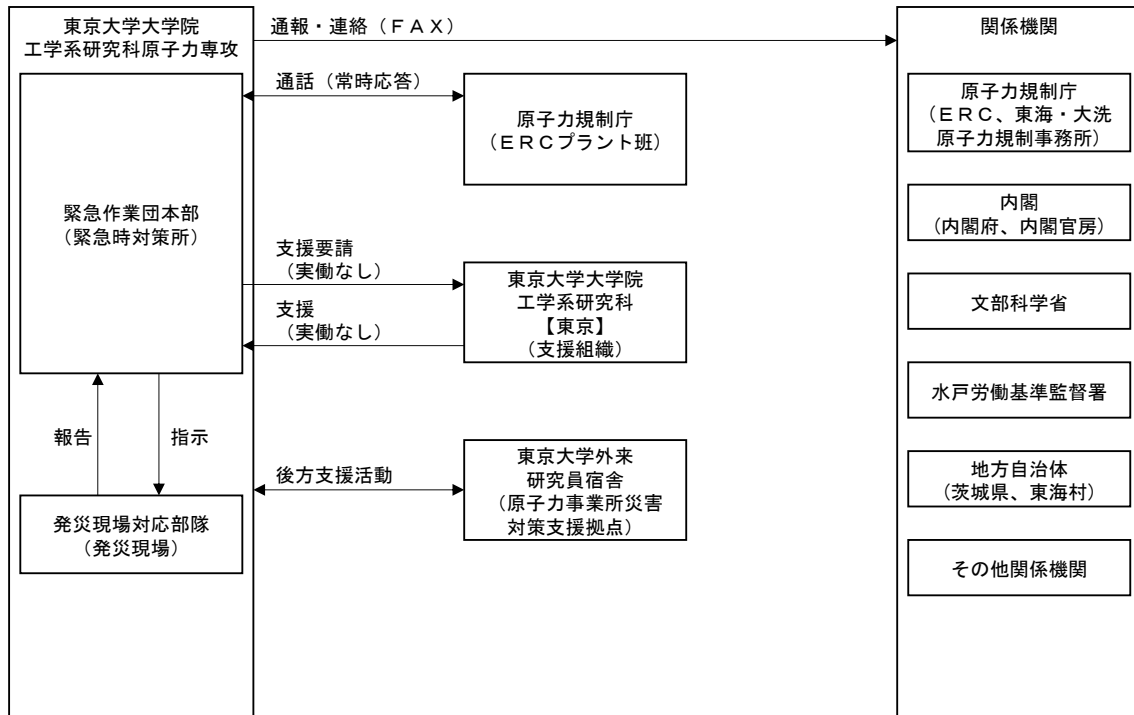 東京大学大学院
工学系研究科原子力専攻
緊急作業団本部
(緊急時対策所)
報告
指示
発災現場対応部隊
(発災現場)
通報・連絡(FAX)
通話(常時応答)
原子力規制庁
(ERCプラント班)
支援要請
(実働なし)
支援
(実働なし)
東京大学大学院
工学系研究科
【東京】
(支援組織)
後方支援活動
東京大学外来
研究員宿舎
(原子力事業所災害
対策支援拠点)
関係機関
原子力規制庁
(ERC、東海・大洗
原子力規制事務所)
内閣
(内閣府、内閣官房)
文部科学省
水戸労働基準監督署
地方自治体
(茨城県、東海村)
その他関係機関